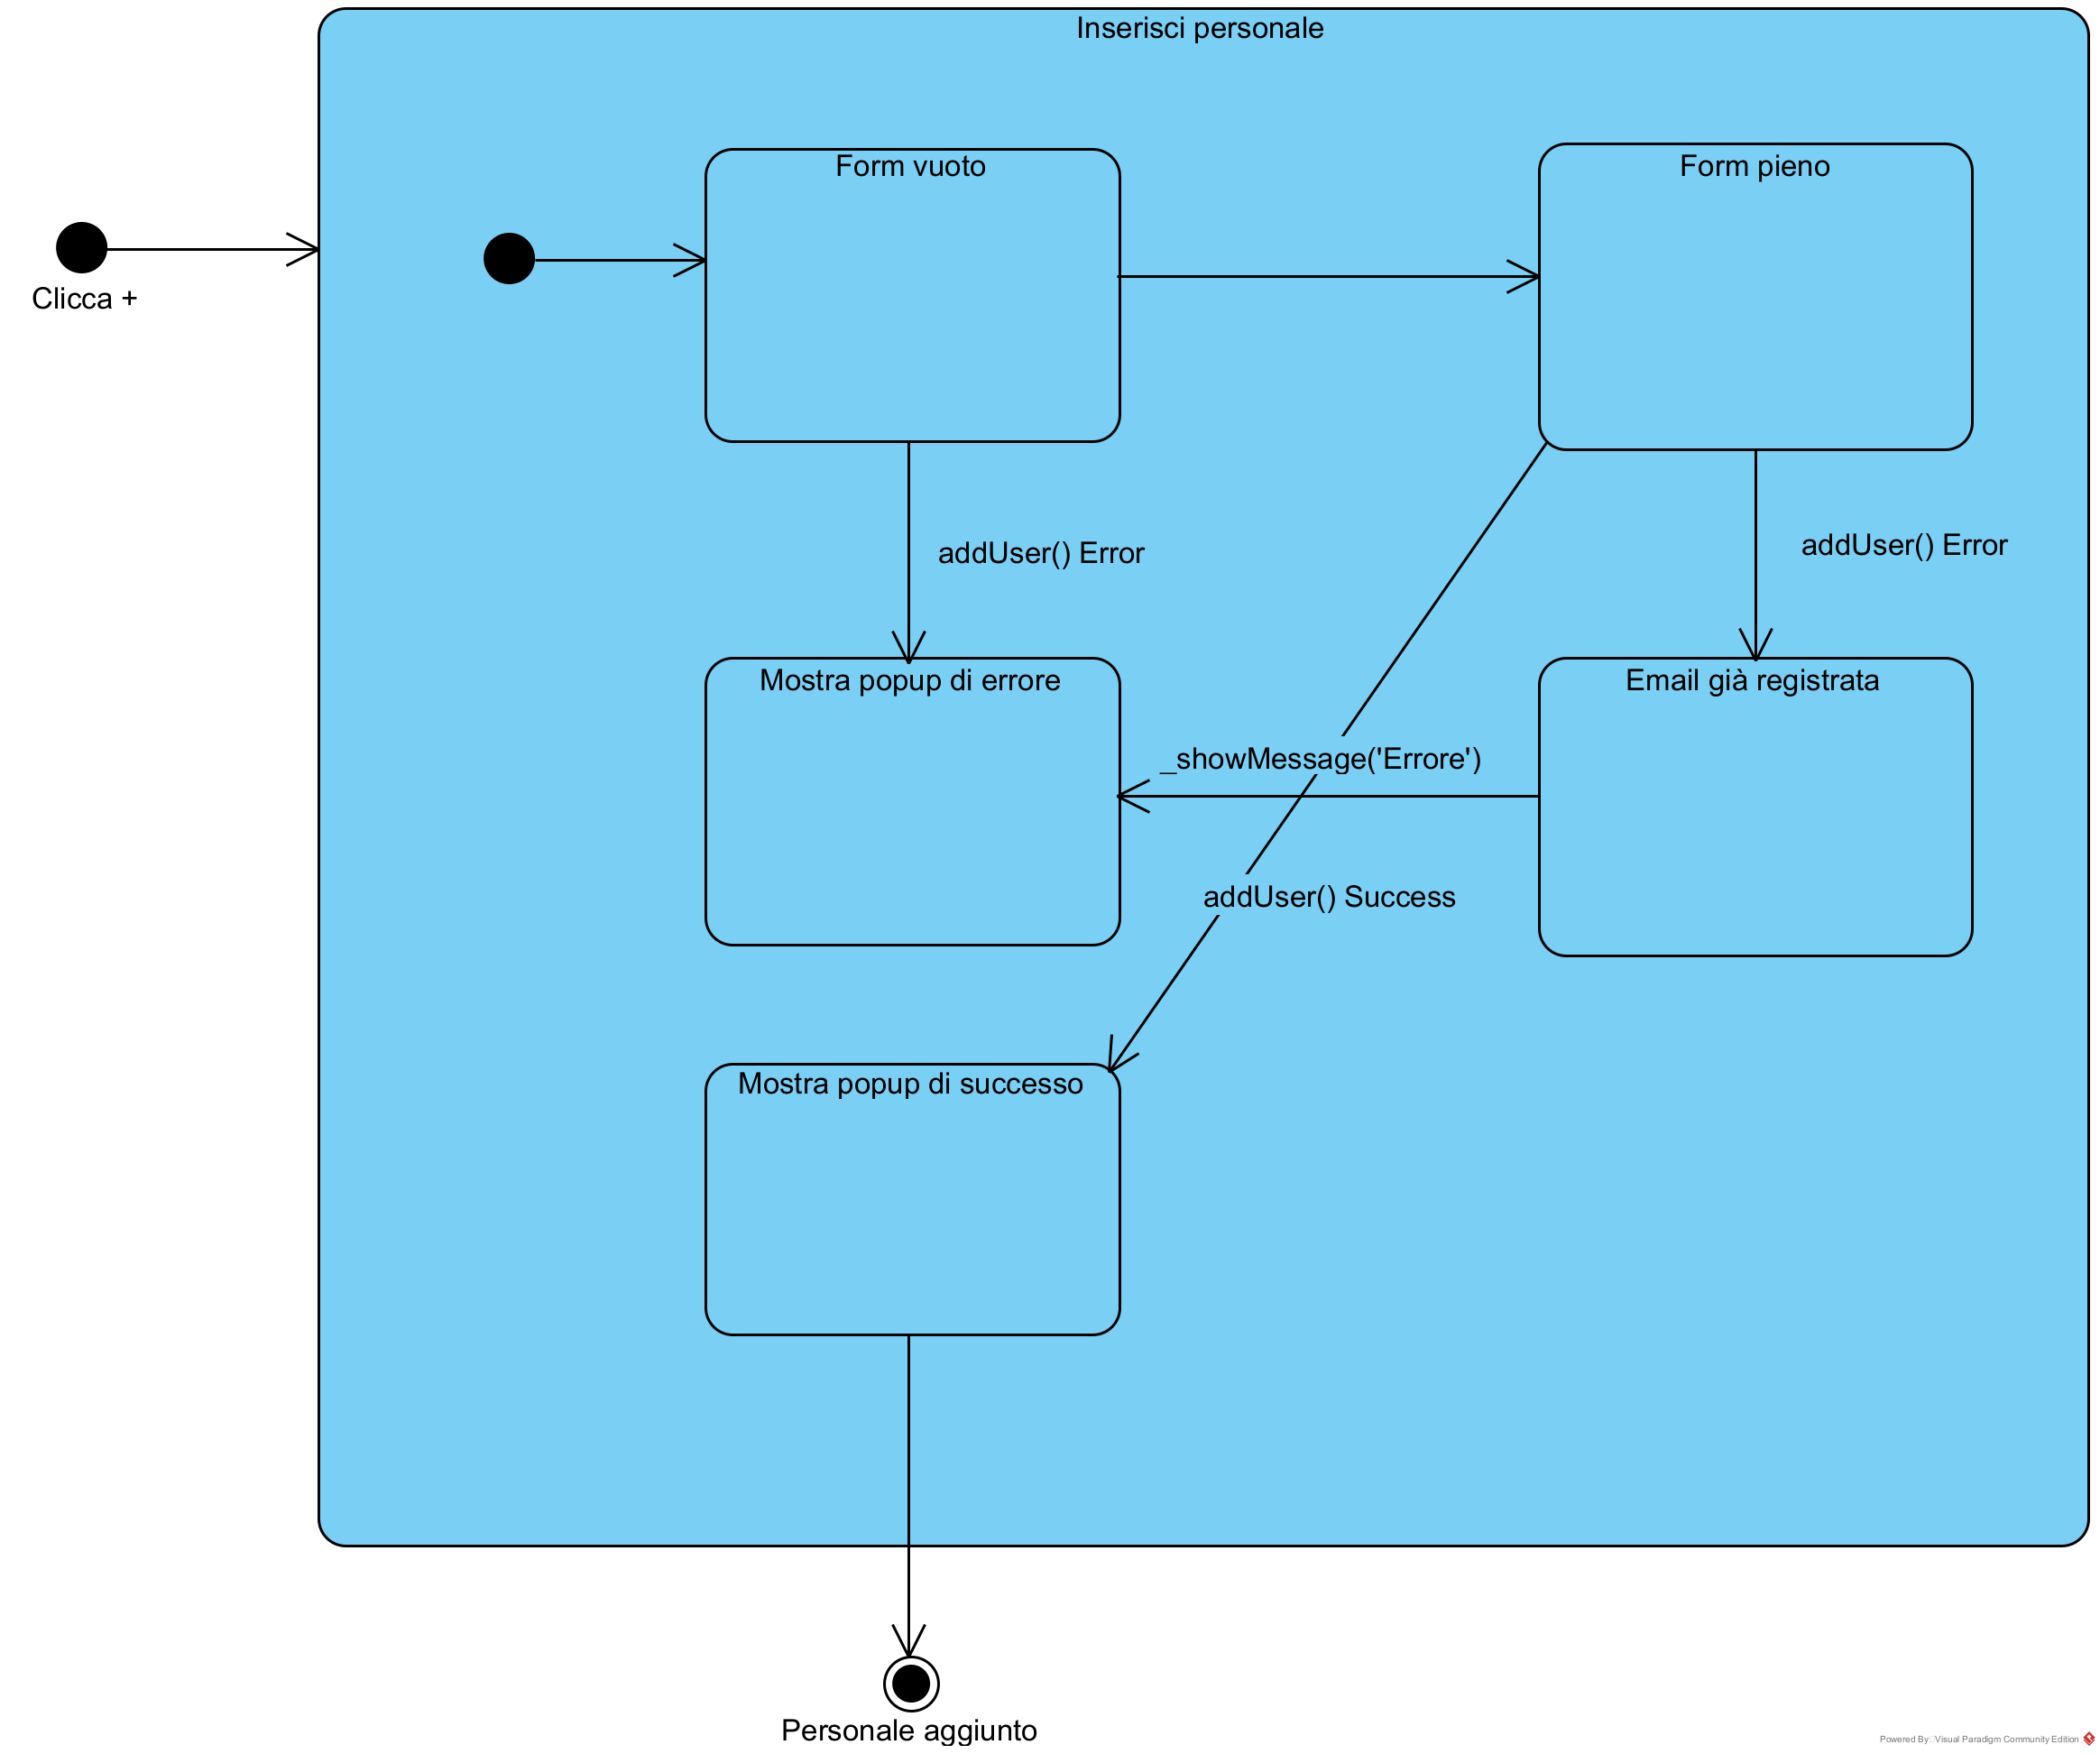 Inserisci personale
Form vuoto
Form pieno
Clicca +
addUser() Error
addUser() Error
Mostra popup di errore
Email già registrata
_showMessage('Errore')
addUser() Success
Mostra popup di successo
Personale aggiunto
Powered By Visual Paradigm Community Edition